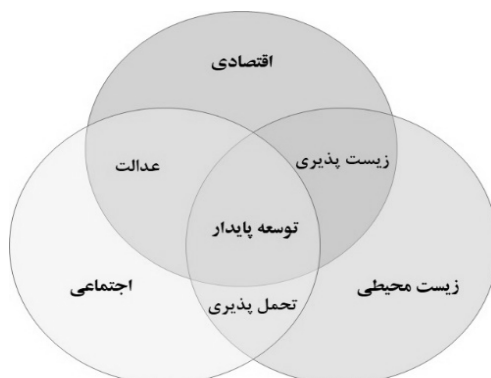 اقتصادی
زیست پذیری
عدالت
توسعه پایدار
زیست محیطی
اجتماعی
تحمل پذیری